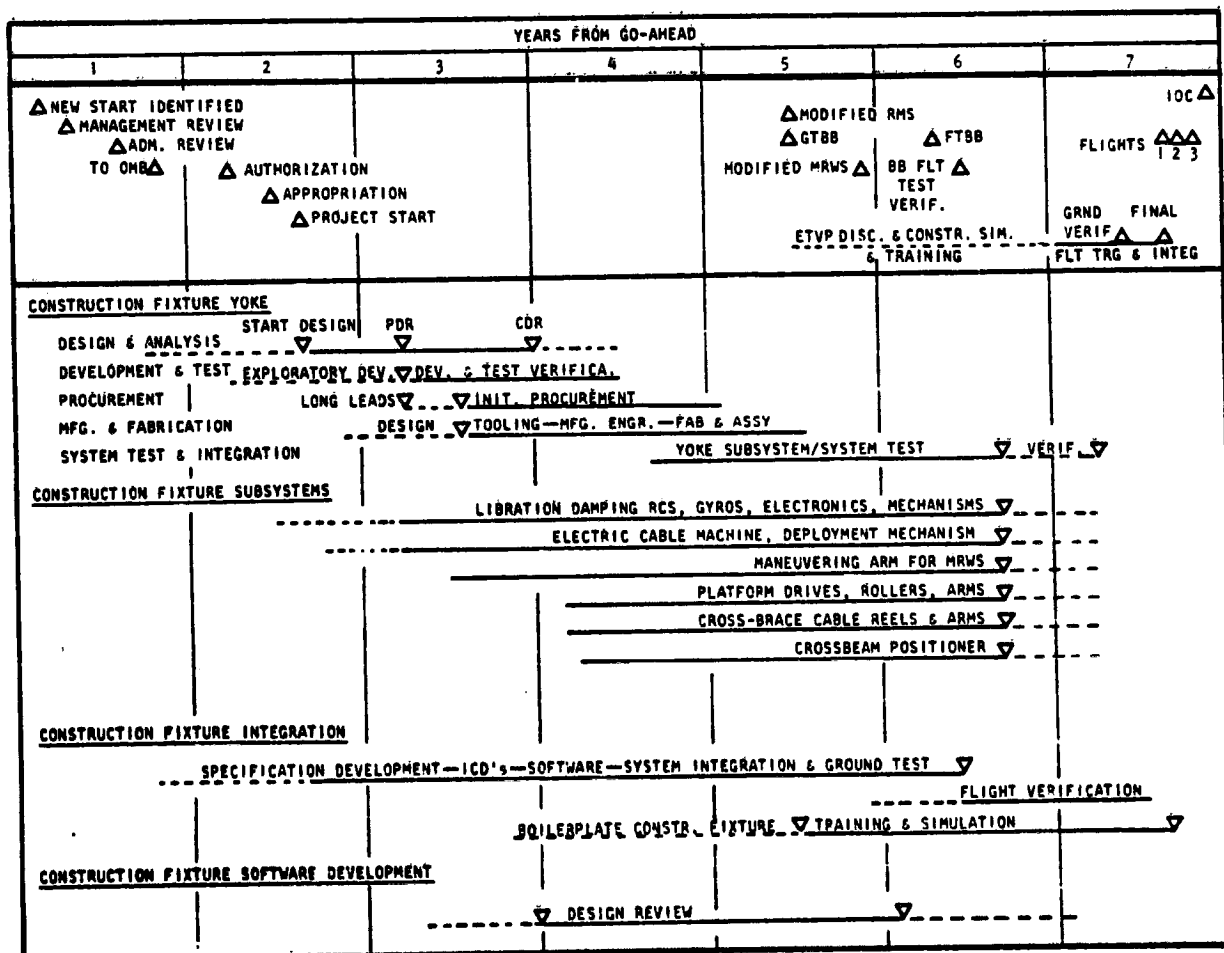 YEARS FROM GO-AHEAD
1 2 3 4 5 6 7
NEW START IDENTIFIED
MANAGEMENT REVIEW
ADM. REVIEW
TO OMB
AUTHORIZATION
APPROPRIATION
PROJECT START
MODIFIED RMS
GTBB
FTBB
MODIFIED MRWS
BB FLT
TEST
VERIF.
IOC
FLIGHTS
1 2 3
GRND FINAL
VERIF
ETVP DISC. & CONSTR. SIM.
& TRAINING
FLT TRG & INTEG
CONSTRUCTION FIXTURE YOKE
START DESIGN PDR CDR
DESIGN & ANALYSIS
DEVELOPMENT & TEST EXPLORATORY DEV. DEV. & TEST VERIFICA.
PROCUREMENT LONG LEADS INIT. PROCUREMENT
MFG. & FABRICATION DESIGN TOOLING—MFG. ENGR.—FAB & ASSY
SYSTEM TEST & INTEGRATION YOKE SUBSYSTEM/SYSTEM TEST VERIF.
CONSTRUCTION FIXTURE SUBSYSTEMS
LIBRATION DAMPING RCS, GYROS, ELECTRONICS, MECHANISMS
ELECTRIC CABLE MACHINE, DEPLOYMENT MECHANISM
MANEUVERING ARM FOR MRWS
PLATFORM DRIVES, ROLLERS, ARMS
CROSS-BRACE CABLE REELS & ARMS
CROSSBEAM POSITIONER
CONSTRUCTION FIXTURE INTEGRATION
SPECIFICATION DEVELOPMENT—ICD's—SOFTWARE—SYSTEM INTEGRATION & GROUND TEST
FLIGHT VERIFICATION
BOILERPLATE CONSTR. FIXTURE TRAINING & SIMULATION
CONSTRUCTION FIXTURE SOFTWARE DEVELOPMENT
DESIGN REVIEW